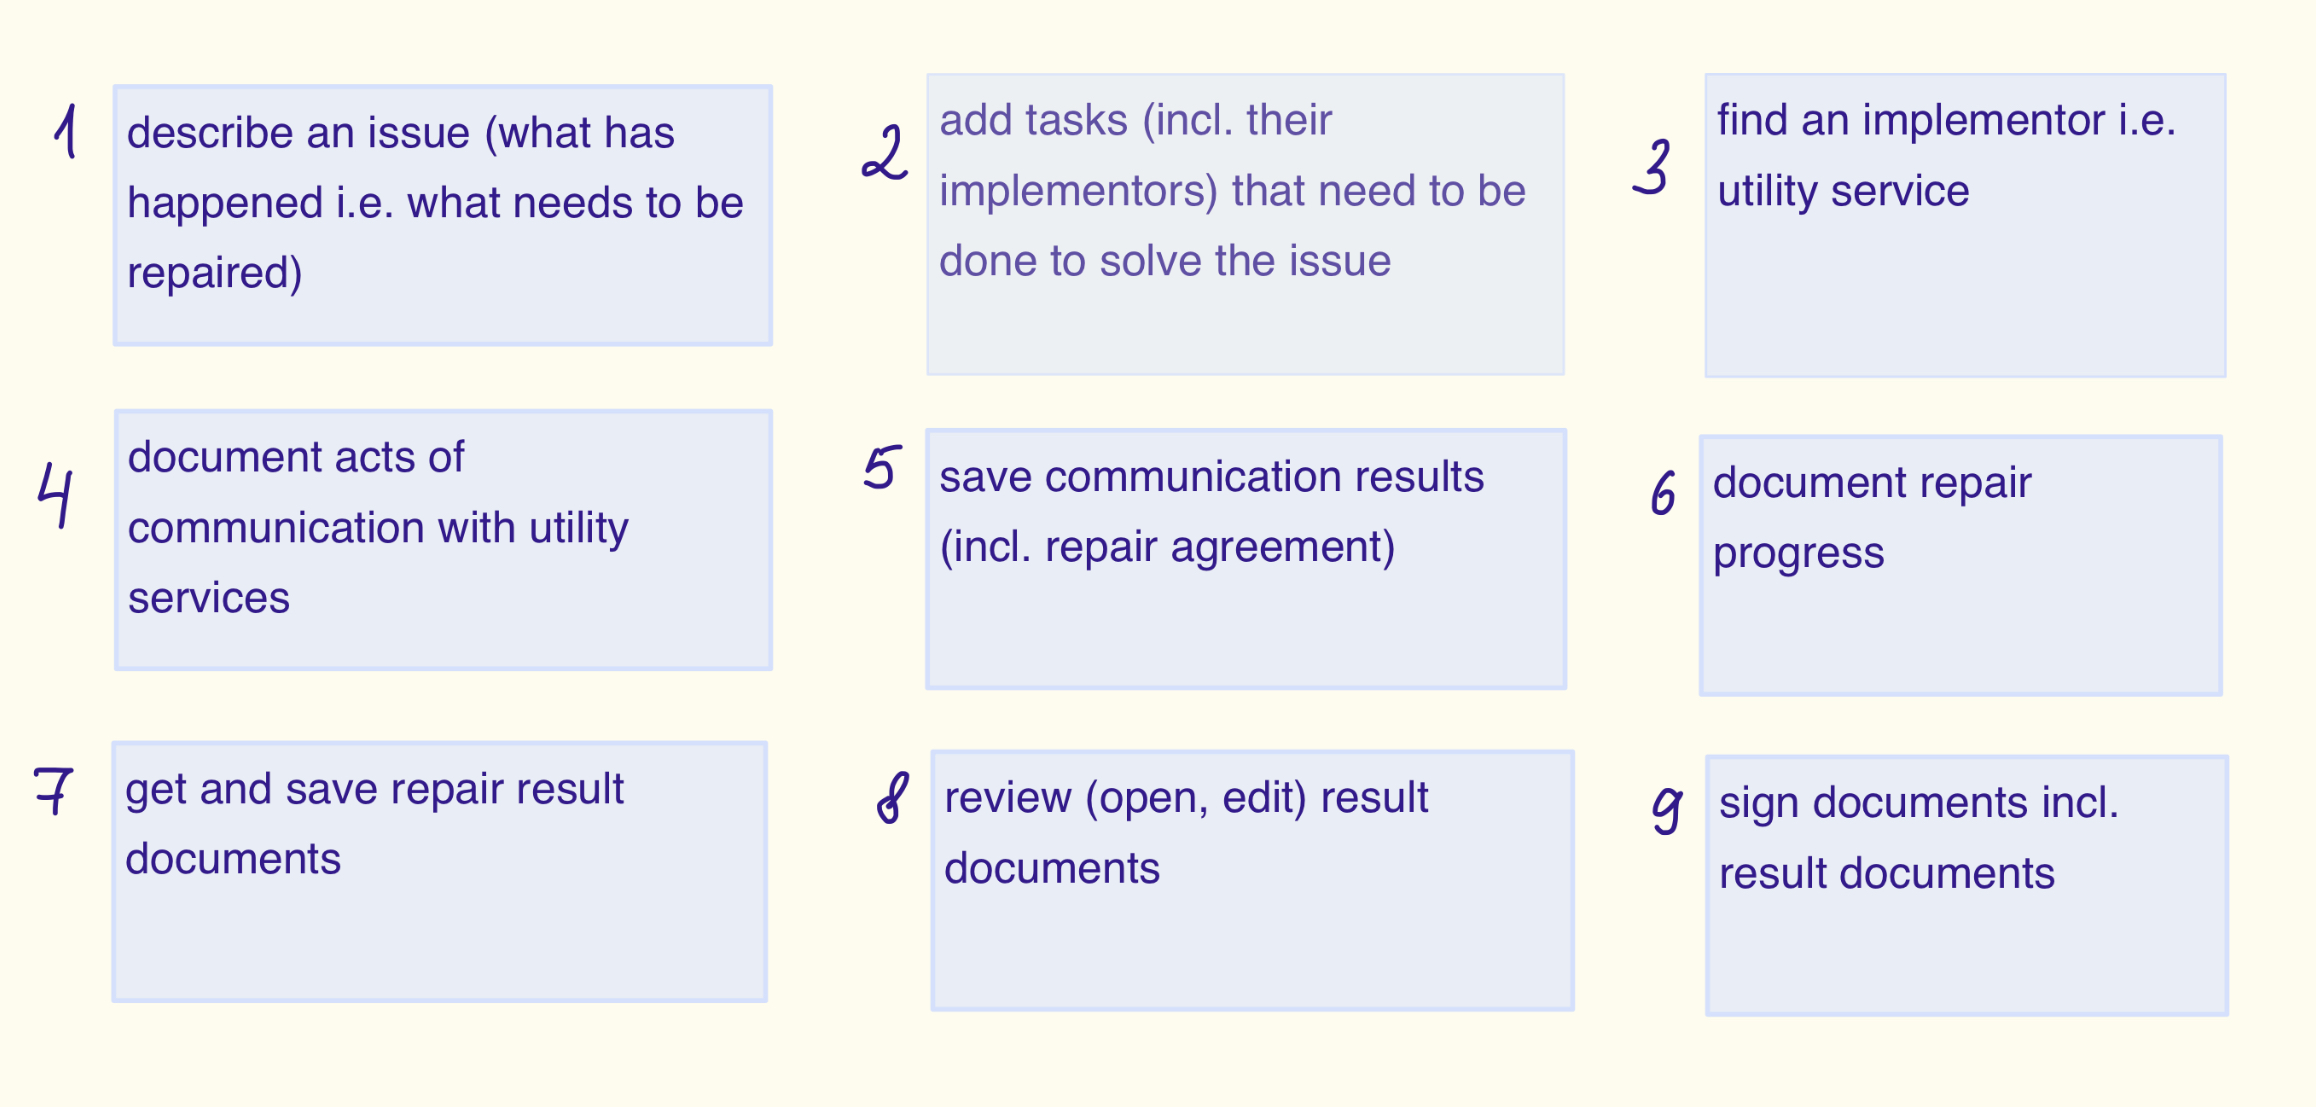 1
describe an issue (what has
happened i.e. what needs to be
repaired)
2
add tasks (incl. their
implementors) that need to be
done to solve the issue
3
find an implementor i.e.
utility service
4
document acts of
communication with utility
services
5
save communication results
(incl. repair agreement)
6
document repair
progress
7
get and save repair result
documents
8
review (open, edit) result
documents
9
sign documents incl.
result documents